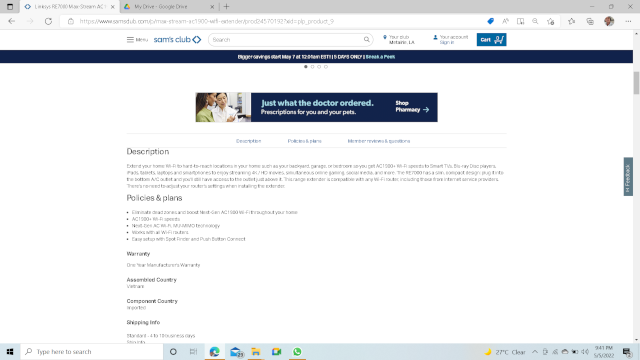 Linksys RE7000 Max-Stream AC 1
My Drive - Google Drive
https://www.samsclub.com/p/max-stream-ac1900-wifi-extender/prod24570192?xid=plp_product_9
Menu
sam's club
Search
Your club
Metairie, LA
Your account
Sign in
Cart
Bigger savings start May 7 at 12:01am EST! | 5 DAYS ONLY | Sneak a Peek
Just what the doctor ordered.
Prescriptions for you and your pets.
Shop
Pharmacy →
Description
Policies & plans
Member reviews & questions
Description
Extend your home Wi-Fi to hard-to-reach locations in your home such as your backyard, garage, or bedroom so you get AC1900+ Wi-Fi speeds to Smart TVs, Blu-Ray Disc players,
iPads, tablets, laptops and smartphones to enjoy streaming 4K / HD movies, simultaneous online gaming, social media, and more. The RE7000 has a slim, compact design; plug it into
the bottom A/C outlet and you'll still have access to the outlet just above it. This range extender is compatible with any Wi-Fi router, including those from internet service providers.
There's no need to adjust your router's settings when installing the extender.
Policies & plans
• Eliminate dead zones and boost Next-Gen AC1900 Wi-Fi throughout your home
• AC1900+ Wi-Fi speeds
• Next-Gen AC Wi-Fi, MU-MIMO technology
• Works with all Wi-Fi routers
• Easy setup with Spot Finder and Push Button Connect
Warranty
One Year Manufacturer's Warranty
Assembled Country
Vietnam
Component Country
Imported
Shipping Info
Standard - 4 to 10 business days
Feedback
Type here to search
27°C Clear
9:41 PM
5/5/2022